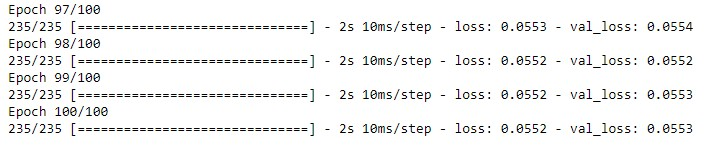 Epoch 97/100
235/235 [==============================] - 2s 10ms/step - loss: 0.0553 - val_loss: 0.0554
Epoch 98/100
235/235 [==============================] - 2s 10ms/step - loss: 0.0552 - val_loss: 0.0552
Epoch 99/100
235/235 [==============================] - 2s 10ms/step - loss: 0.0552 - val_loss: 0.0553
Epoch 100/100
235/235 [==============================] - 2s 10ms/step - loss: 0.0552 - val_loss: 0.0553